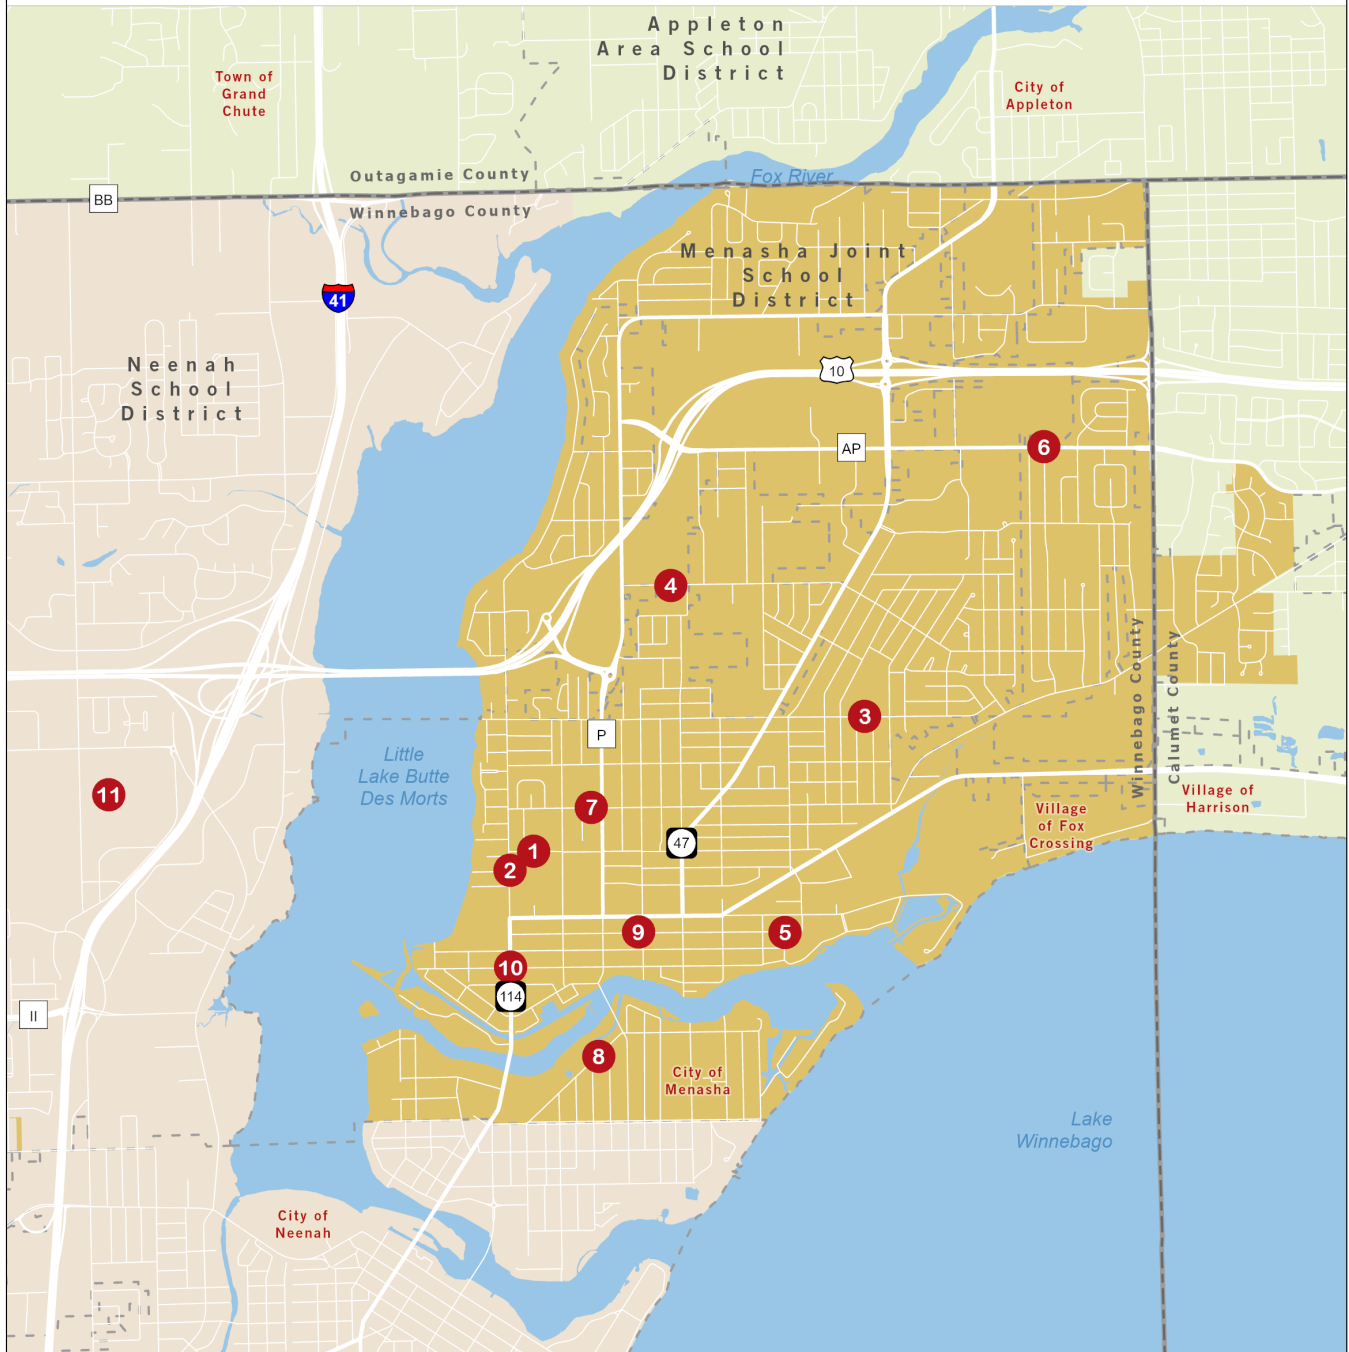 Appleton
Area School
District
Town of
Grand
Chute
City of
Appleton
Outagamie County
Fox River
BB
Winnebago County
Menasha Joint
School
District
41
Neenah
School
District
10
AP
6
4
Winnebago County
Calumet County
3
P
Little
Lake Butte
Des Morts
11
7
Village of
Harrison
Village
of Fox
Crossing
47
1
2
9
5
10
114
II
8
City of
Menasha
Lake
Winnebago
City of
Neenah